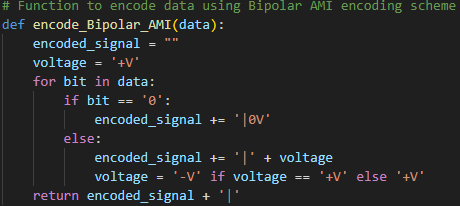 # Function to encode data using Bipolar AMI encoding scheme
def encode_Bipolar_AMI(data):
    encoded_signal = ""
    voltage = '+V'
    for bit in data:
        if bit == '0':
            encoded_signal += '|0V'
        else:
            encoded_signal += '|' + voltage
            voltage = '-V' if voltage == '+V' else '+V'
    return encoded_signal + '|'